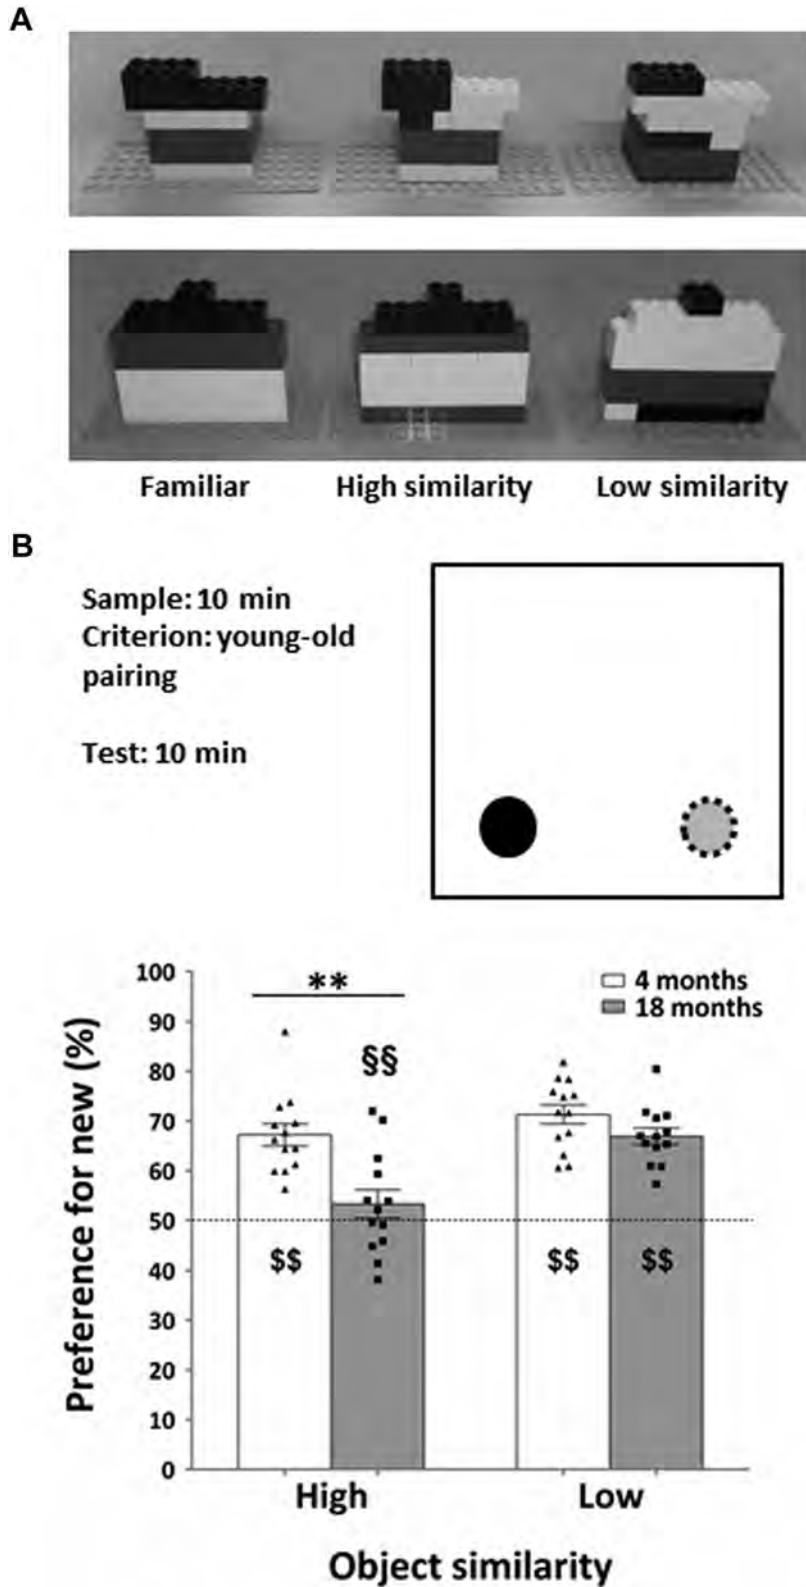 A
Familiar High similarity Low similarity
B
Sample: 10 min
Criterion: young-old
pairing
Test: 10 min
Preference for new (%)
100
90
80
70
60
50
40
30
20
10
0
**
§§
$$
$$
$$
4 months
18 months
High
Low
Object similarity